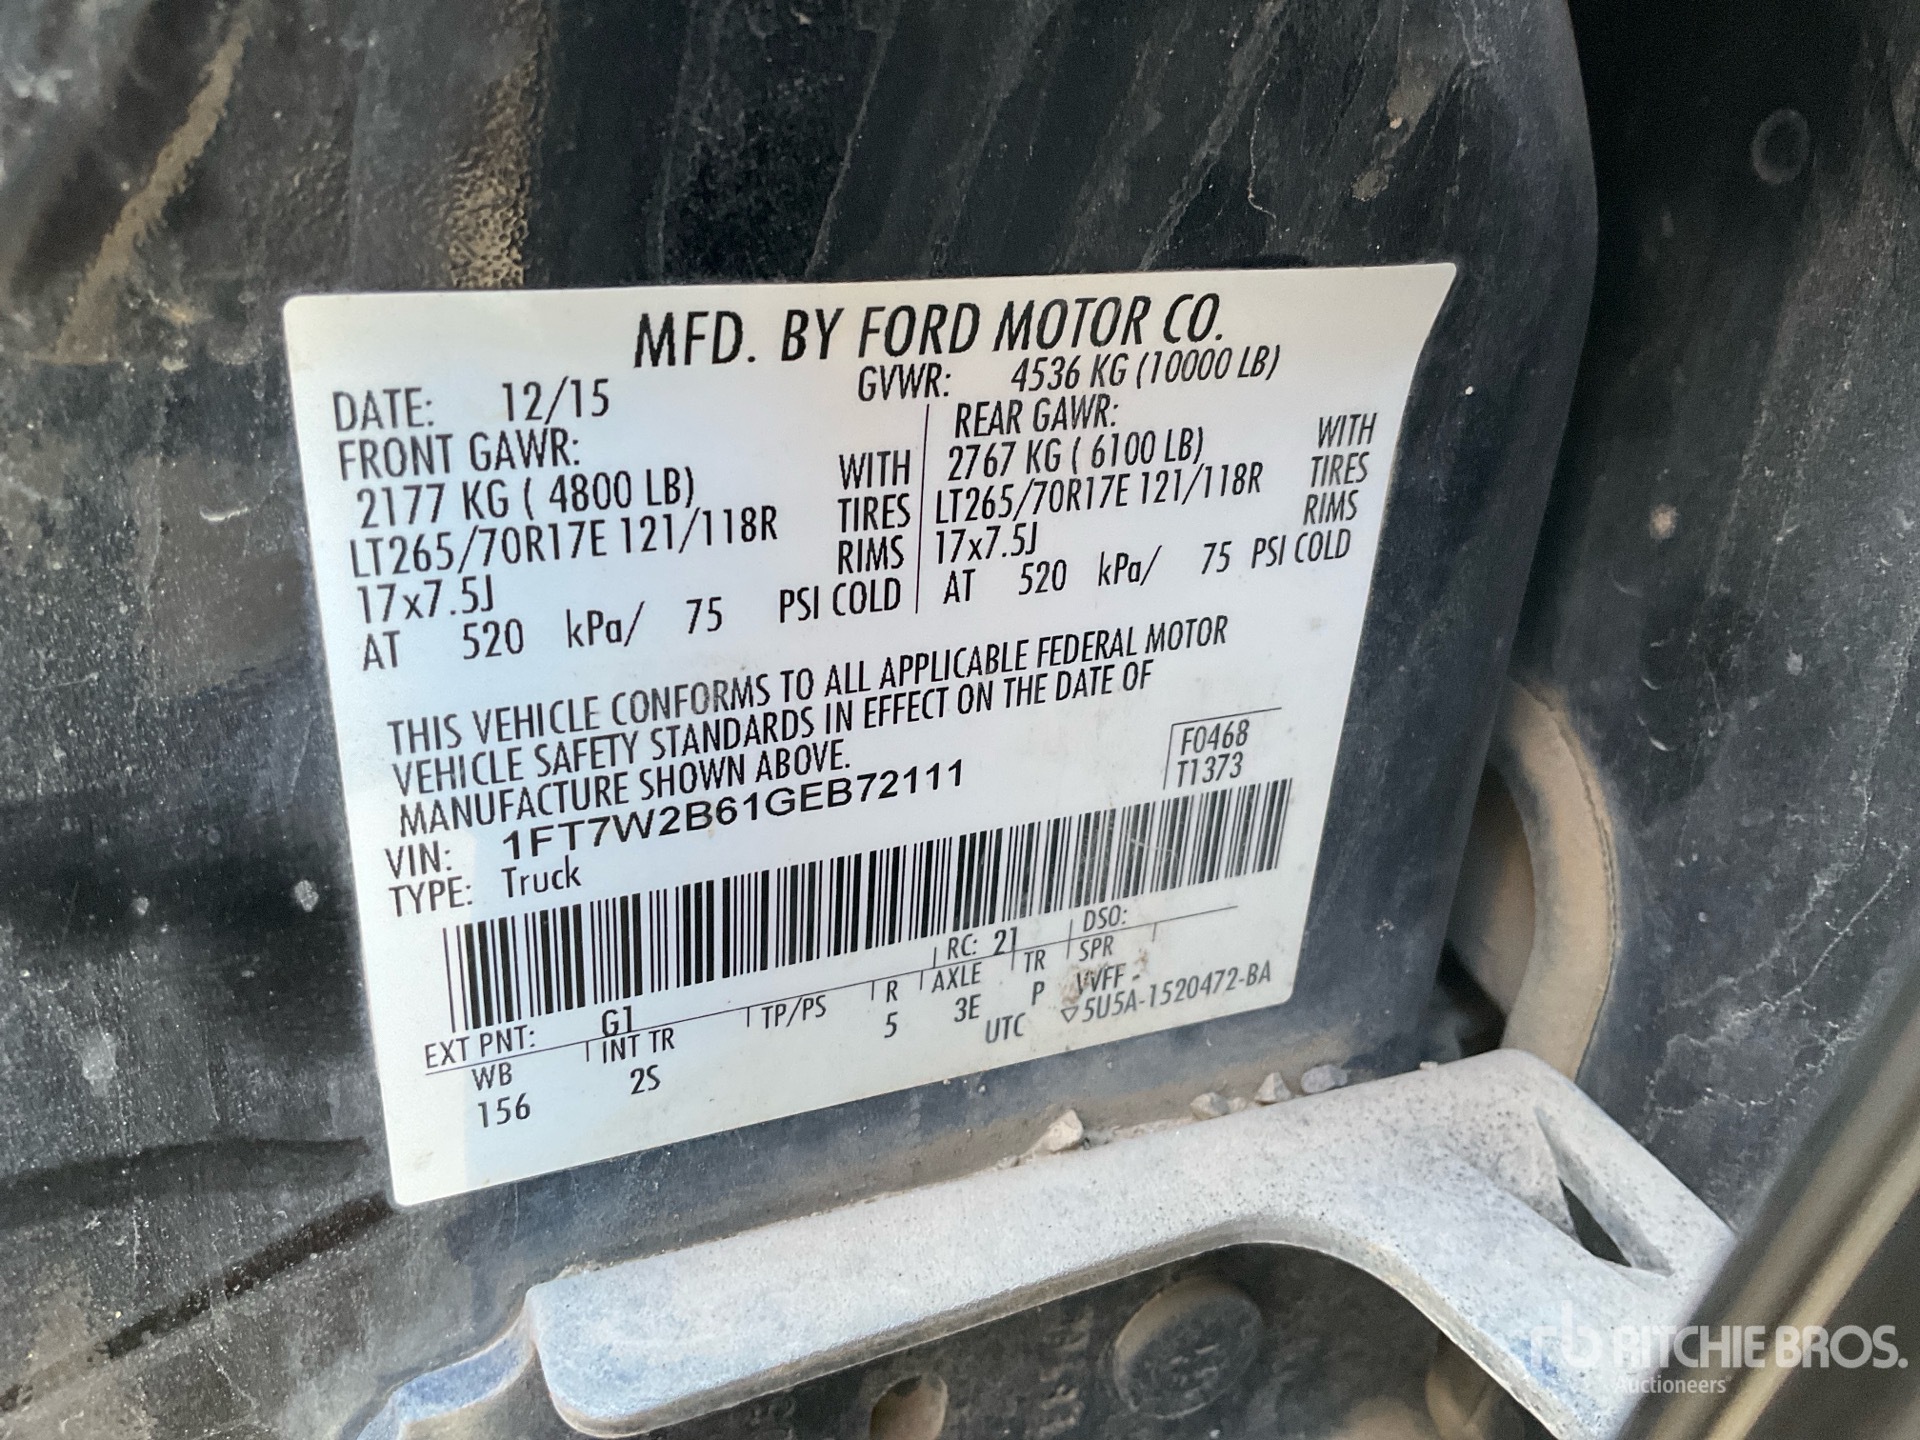 MFD. BY FORD MOTOR CO.
DATE: 12/15 GVWR: 4536 KG (10000 LB)
FRONT GAWR: REAR GAWR:
2177 KG ( 4800 LB) WITH 2767 KG ( 6100 LB) WITH
LT265/70R17E 121/118R TIRES LT265/70R17E 121/118R TIRES
17x7.5J RIMS 17x7.5J RIMS
AT 520 kPa/ 75 PSI COLD AT 520 kPa/ 75 PSI COLD
THIS VEHICLE CONFORMS TO ALL APPLICABLE FEDERAL MOTOR
VEHICLE SAFETY STANDARDS IN EFFECT ON THE DATE OF
MANUFACTURE SHOWN ABOVE.
VIN: 1FT7W2B61GEB72111
TYPE: Truck
F0468
T1373
EXT PNT: G1 RC: 21 DSO:
WB INT TR TP/PS R AXLE TR SPR
156 2S 5 3E P VVFF -
UTC ▽5U5A-1520472-BA
rb RITCHIE BROS.
Auctioneers